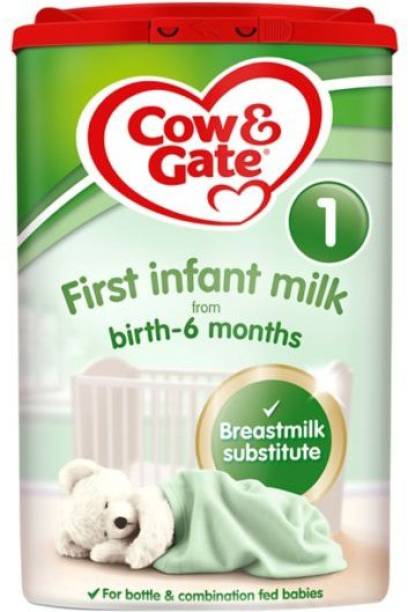 Cow &
Gate®
1
First infant milk
from
birth-6 months
✓
Breastmilk
substitute
✓ For bottle & combination fed babies